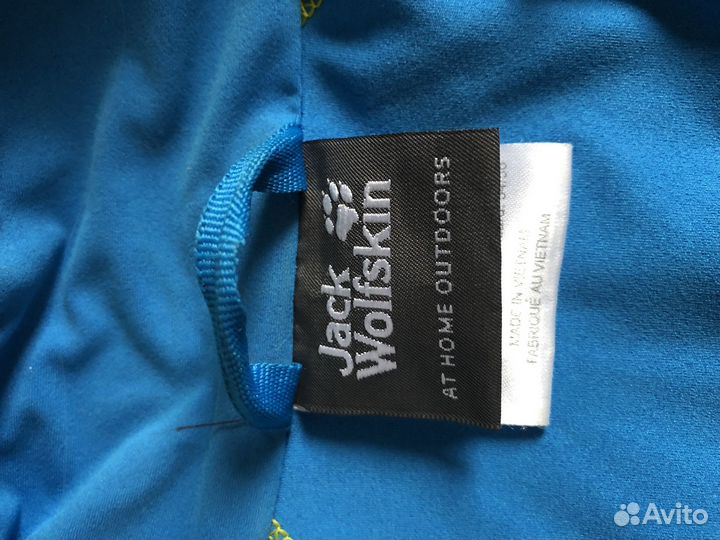 Jack
Wolfskin
AT HOME OUTDOORS
MADE IN VIETNAM
FABRIQUÉ AU VIETNAM
Avito